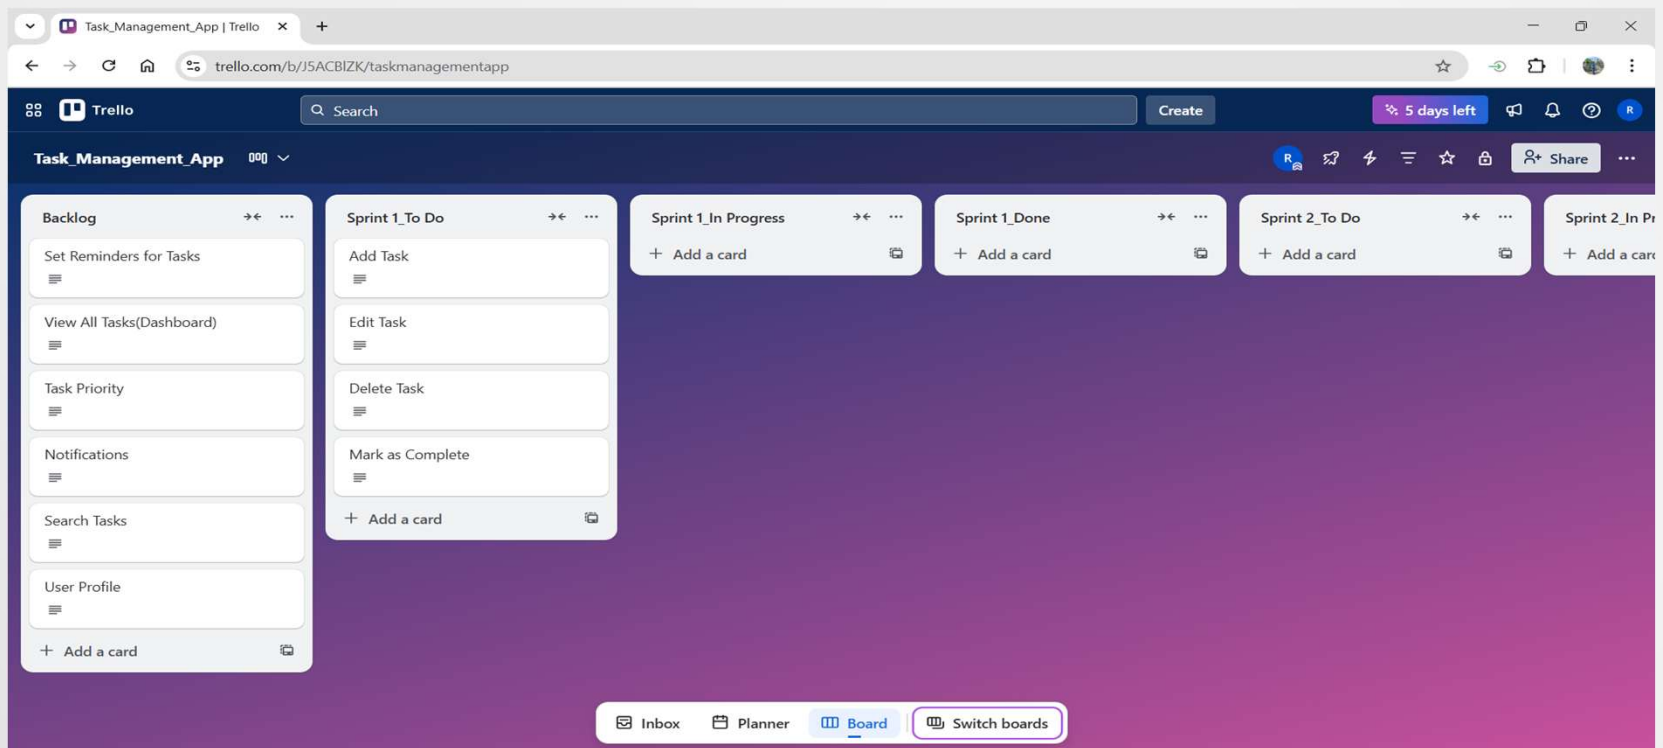 Task_Management_App | Trello
trello.com/b/J5ACBlZK/taskmanagementapp
Trello
Search
Create
5 days left
R
Task_Management_App
R
Share
Backlog
Set Reminders for Tasks
View All Tasks(Dashboard)
Task Priority
Notifications
Search Tasks
User Profile
+ Add a card
Sprint 1_To Do
Add Task
Edit Task
Delete Task
Mark as Complete
+ Add a card
Sprint 1_In Progress
+ Add a card
Sprint 1_Done
+ Add a card
Sprint 2_To Do
+ Add a card
Sprint 2_In Pr
+ Add a car
Inbox
Planner
Board
Switch boards